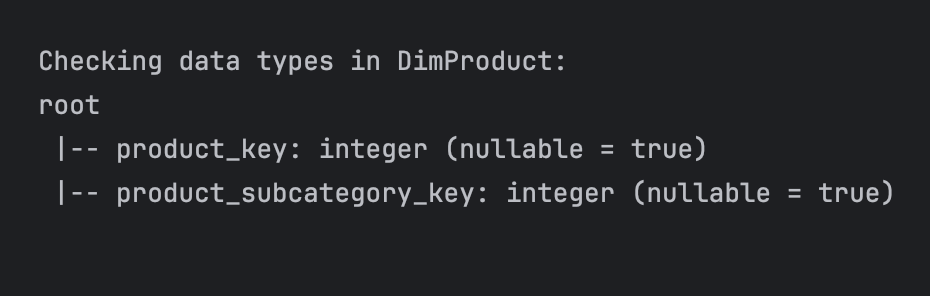 Checking data types in DimProduct:
root
 |-- product_key: integer (nullable = true)
 |-- product_subcategory_key: integer (nullable = true)